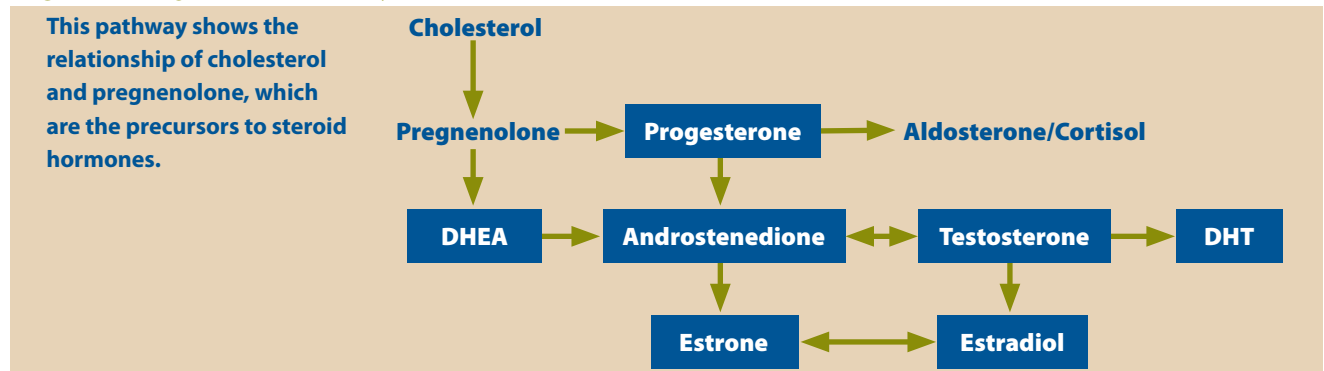 This pathway shows the
relationship of cholesterol
and pregnenolone, which
are the precursors to steroid
hormones.
Cholesterol
Pregnenolone Progesterone Aldosterone/Cortisol
DHEA Androstenedione Testosterone DHT
Estrone Estradiol